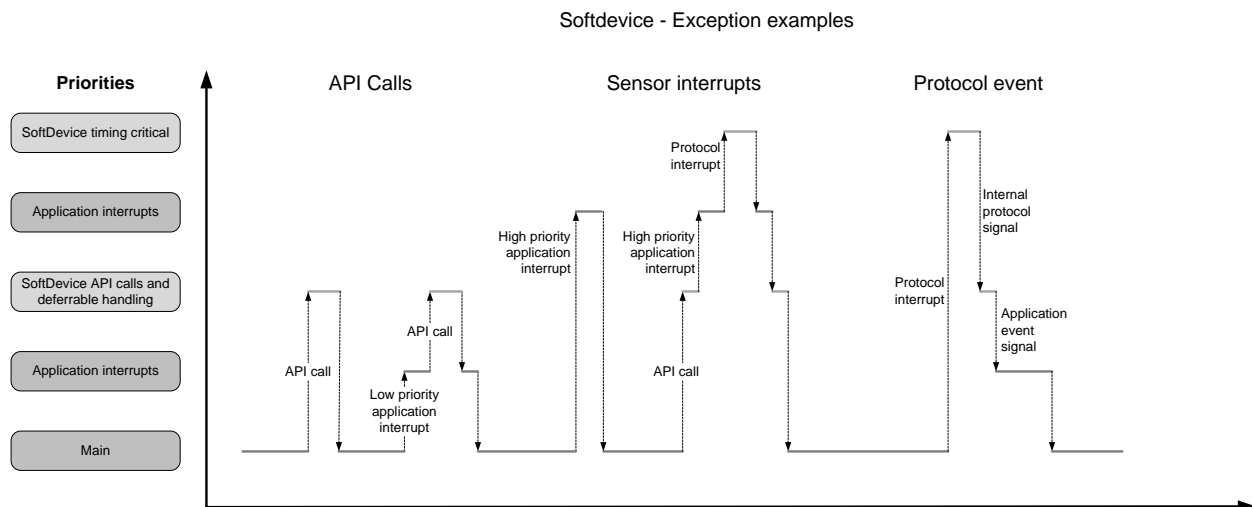 Softdevice - Exception examples
Priorities
API Calls
Sensor interrupts
Protocol event
SoftDevice timing critical
Application interrupts
SoftDevice API calls and
deferrable handling
Application interrupts
Main
API call
Low priority
application
interrupt
API call
High priority
application
interrupt
API call
High priority
application
interrupt
Protocol
interrupt
Protocol
interrupt
Internal
protocol
signal
Application
event
signal